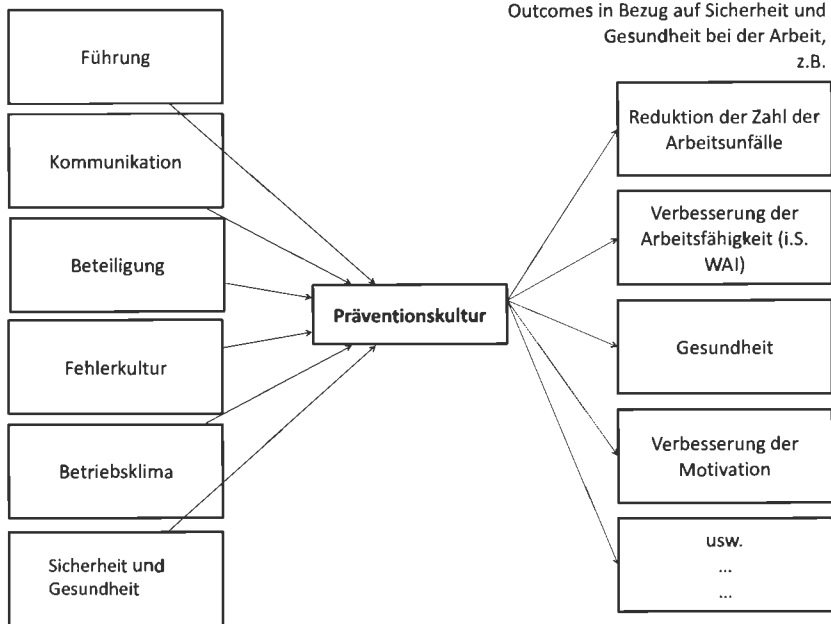 Führung
Kommunikation
Beteiligung
Fehlerkultur
Betriebsklima
Sicherheit und
Gesundheit
Präventionskultur
Outcomes in Bezug auf Sicherheit und
Gesundheit bei der Arbeit,
z.B.
Reduktion der Zahl der
Arbeitsunfälle
Verbesserung der
Arbeitsfähigkeit (i.S.
WAI)
Gesundheit
Verbesserung der
Motivation
usw.
...
...